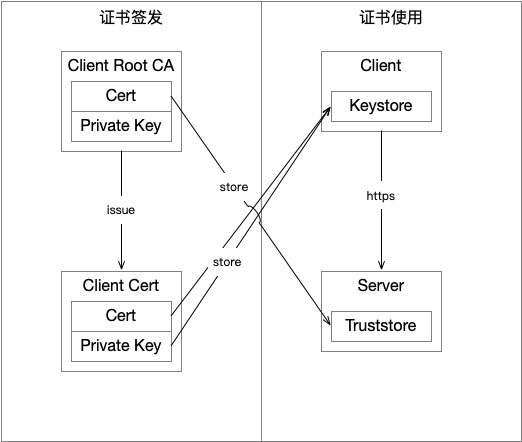 证书签发
证书使用
Client Root CA
Cert
Private Key
Client
Keystore
store
issue
https
store
Client Cert
Cert
Private Key
Server
Truststore